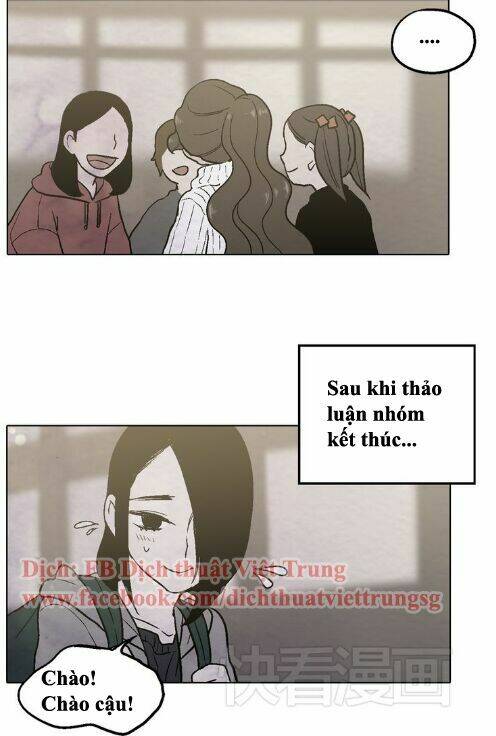 ....
Sau khi thảo
luận nhóm
kết thúc...
Dịch: FB Dịch thuật Việt Trung
www.facebook.com/dichthuatviettrungsg
Chào!
Chào cậu!
快看漫画